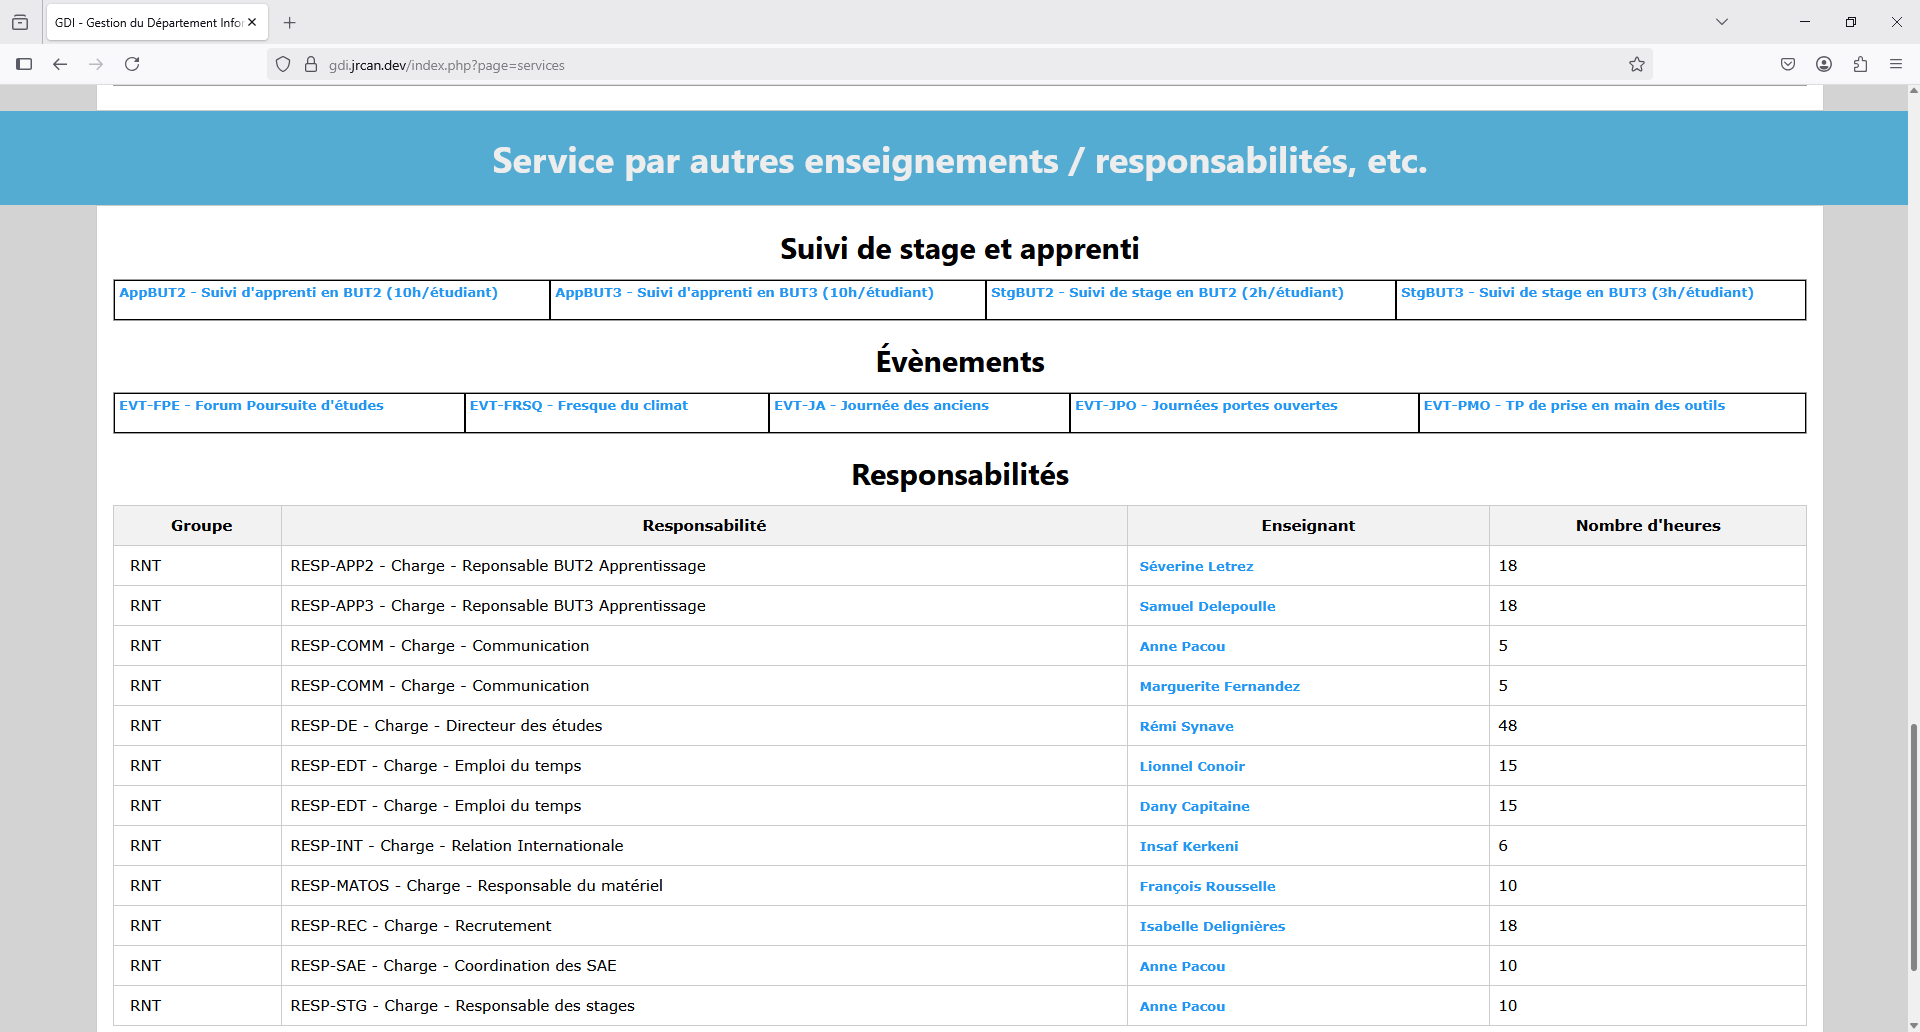 GDI - Gestion du Département Infor
gdi.jrcan.dev/index.php?page=services
Service par autres enseignements / responsabilités, etc.
Suivi de stage et apprenti
AppBUT2 - Suivi d'apprenti en BUT2 (10h/étudiant) AppBUT3 - Suivi d'apprenti en BUT3 (10h/étudiant) StgBUT2 - Suivi de stage en BUT2 (2h/étudiant) StgBUT3 - Suivi de stage en BUT3 (3h/étudiant)
Évènements
EVT-FPE - Forum Poursuite d'études EVT-FRSQ - Fresque du climat EVT-JA - Journée des anciens EVT-JPO - Journées portes ouvertes EVT-PMO - TP de prise en main des outils
Responsabilités
Groupe Responsabilité Enseignant Nombre d'heures
RNT RESP-APP2 - Charge - Reponsable BUT2 Apprentissage Séverine Letrez 18
RNT RESP-APP3 - Charge - Reponsable BUT3 Apprentissage Samuel Delepoulle 18
RNT RESP-COMM - Charge - Communication Anne Pacou 5
RNT RESP-COMM - Charge - Communication Marguerite Fernandez 5
RNT RESP-DE - Charge - Directeur des études Rémi Synave 48
RNT RESP-EDT - Charge - Emploi du temps Lionnel Conoir 15
RNT RESP-EDT - Charge - Emploi du temps Dany Capitaine 15
RNT RESP-INT - Charge - Relation Internationale Insaf Kerkeni 6
RNT RESP-MATOS - Charge - Responsable du matériel François Rousselle 10
RNT RESP-REC - Charge - Recrutement Isabelle Delignières 18
RNT RESP-SAE - Charge - Coordination des SAE Anne Pacou 10
RNT RESP-STG - Charge - Responsable des stages Anne Pacou 10